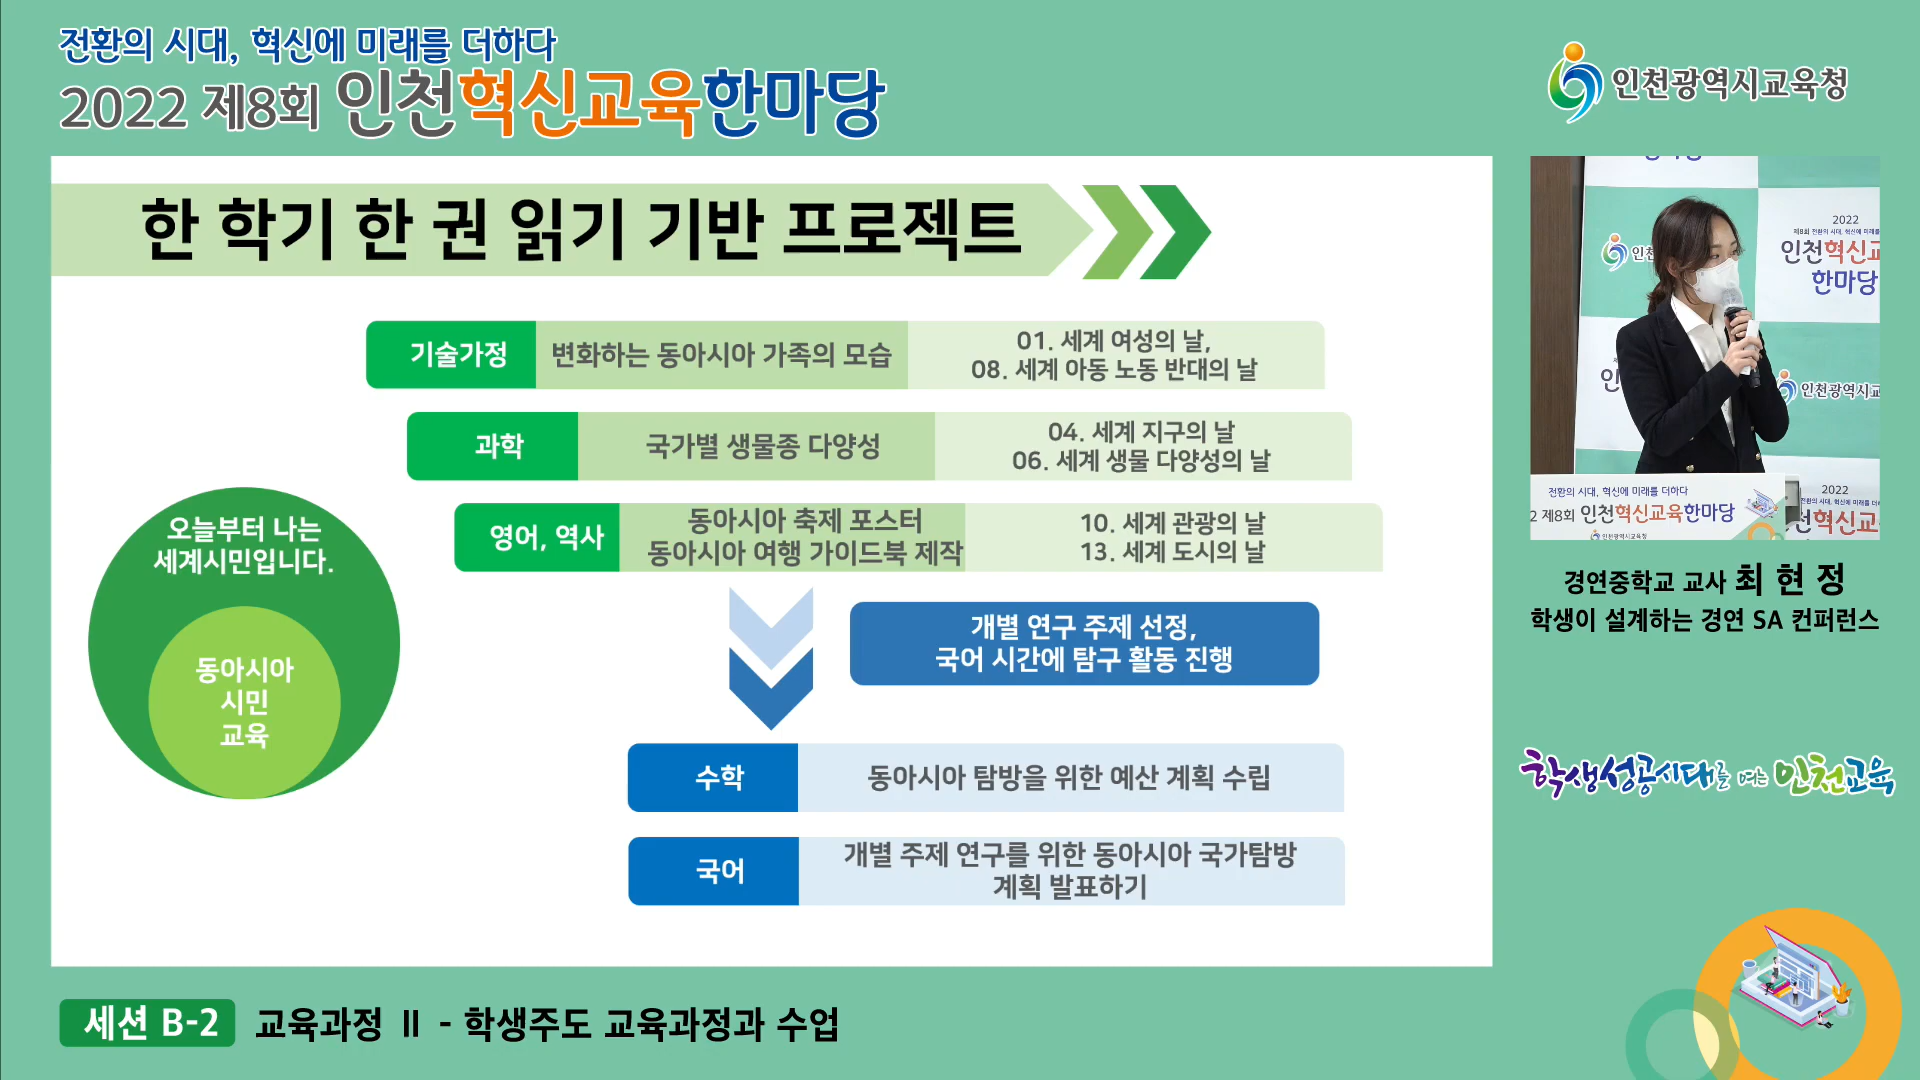 전환의 시대, 혁신에 미래를 더하다
2022 제8회 인천혁신교육한마당
인천광역시교육청
한 학기 한 권 읽기 기반 프로젝트
기술가정
변화하는 동아시아 가족의 모습
01. 세계 여성의 날,
08. 세계 아동 노동 반대의 날
과학
국가별 생물종 다양성
04. 세계 지구의 날
06. 세계 생물 다양성의 날
영어, 역사
동아시아 축제 포스터
동아시아 여행 가이드북 제작
10. 세계 관광의 날
13. 세계 도시의 날
오늘부터 나는
세계시민입니다.
동아시아
시민
교육
개별 연구 주제 선정,
국어 시간에 탐구 활동 진행
수학
동아시아 탐방을 위한 예산 계획 수립
국어
개별 주제 연구를 위한 동아시아 국가탐방
계획 발표하기
2022
인천혁신교
한마당
인천광역시교
전환의 시대, 혁신에 미래를 더하다
2 제8회 인천혁신교육한마당
인천광역시교육청
2022
인천혁신교
경연중학교 교사 최 현 정
학생이 설계하는 경연 SA 컨퍼런스
학생성공시대를 여는 인천교육
세션 B-2
교육과정 Ⅱ - 학생주도 교육과정과 수업